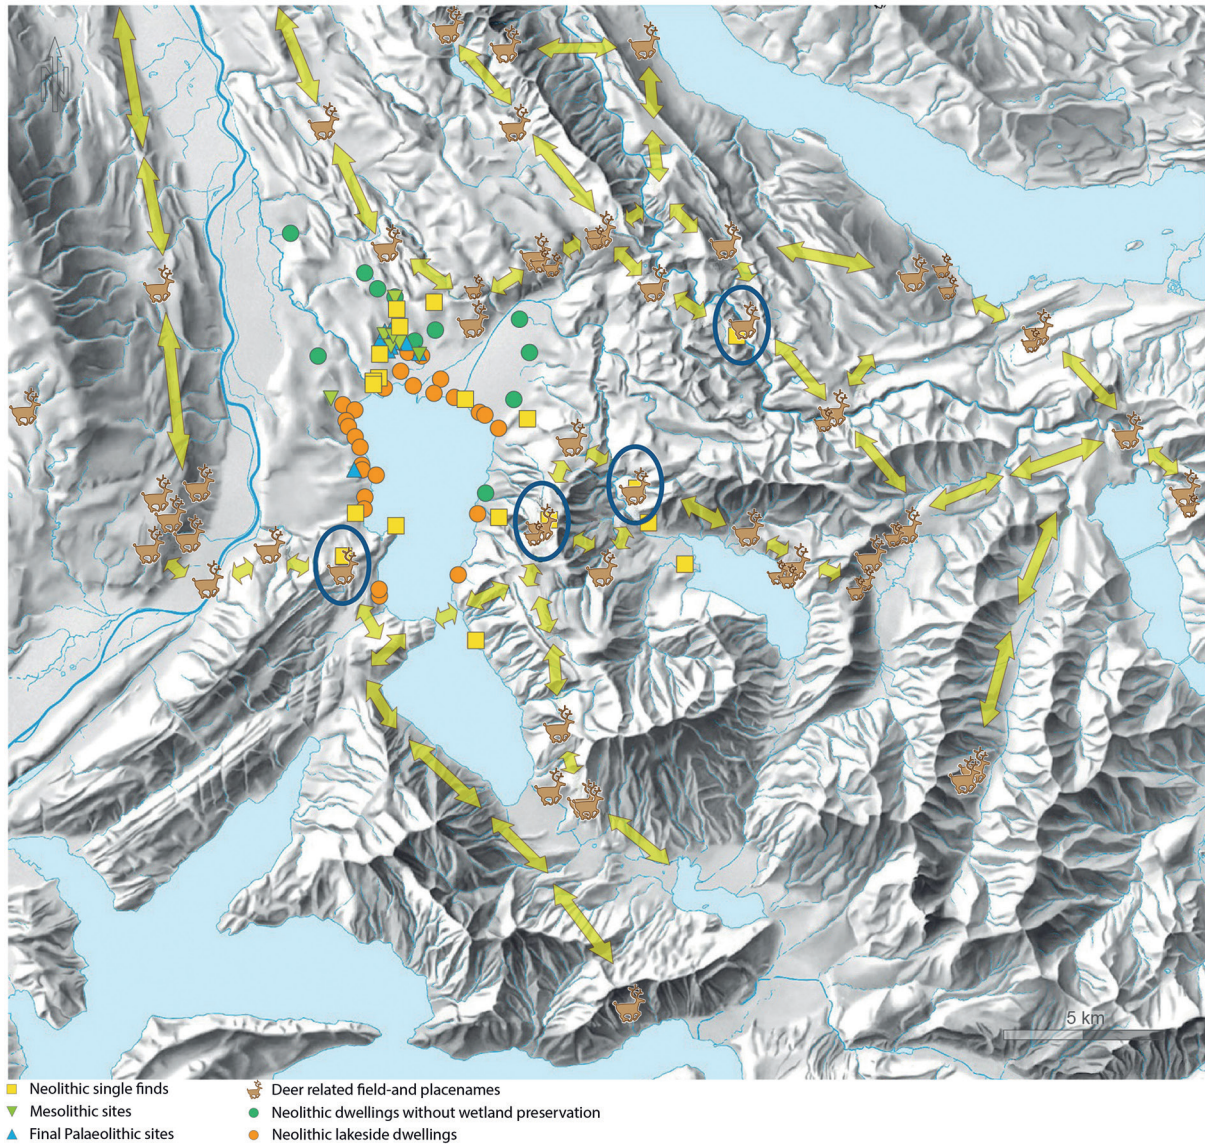 5 km
Neolithic single finds
Mesolithic sites
Final Palaeolithic sites
Deer related field-and placenames
Neolithic dwellings without wetland preservation
Neolithic lakeside dwellings